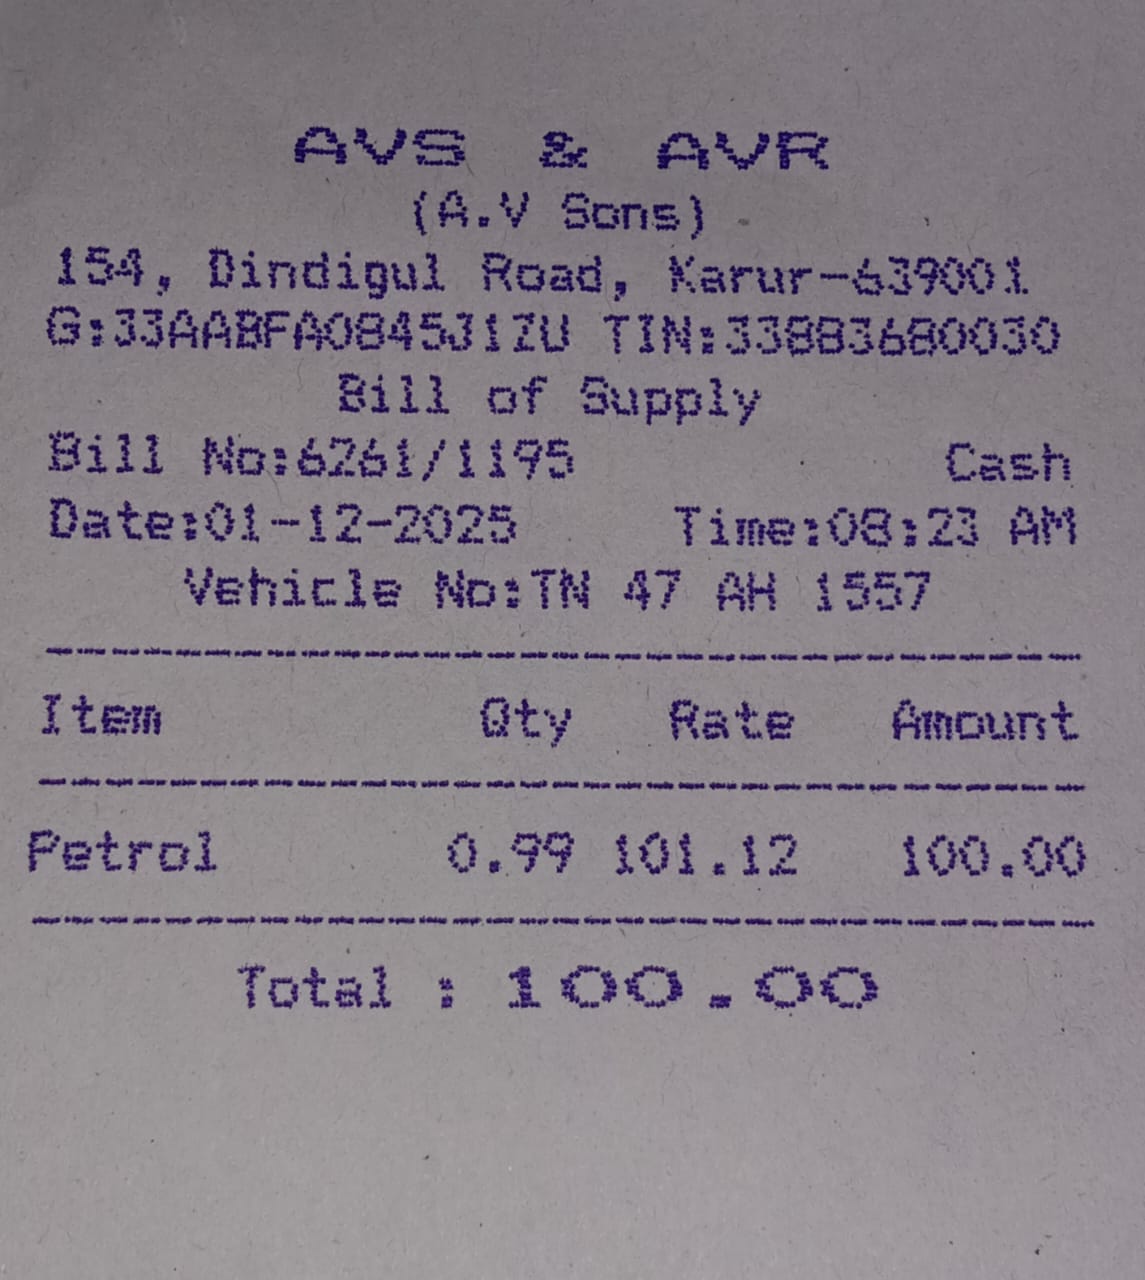 AVS & AVR
(A.V Sons)
154, Dindigul Road, Karur-639001
G:33AABFA0845J1ZU TIN:33883680030
Bill of Supply
Bill No:6261/1195 Cash
Date:01-12-2025 Time:08:23 AM
Vehicle No:TN 47 AH 1557
Item Qty Rate Amount
Petrol 0.99 101.12 100.00
Total : 100.00